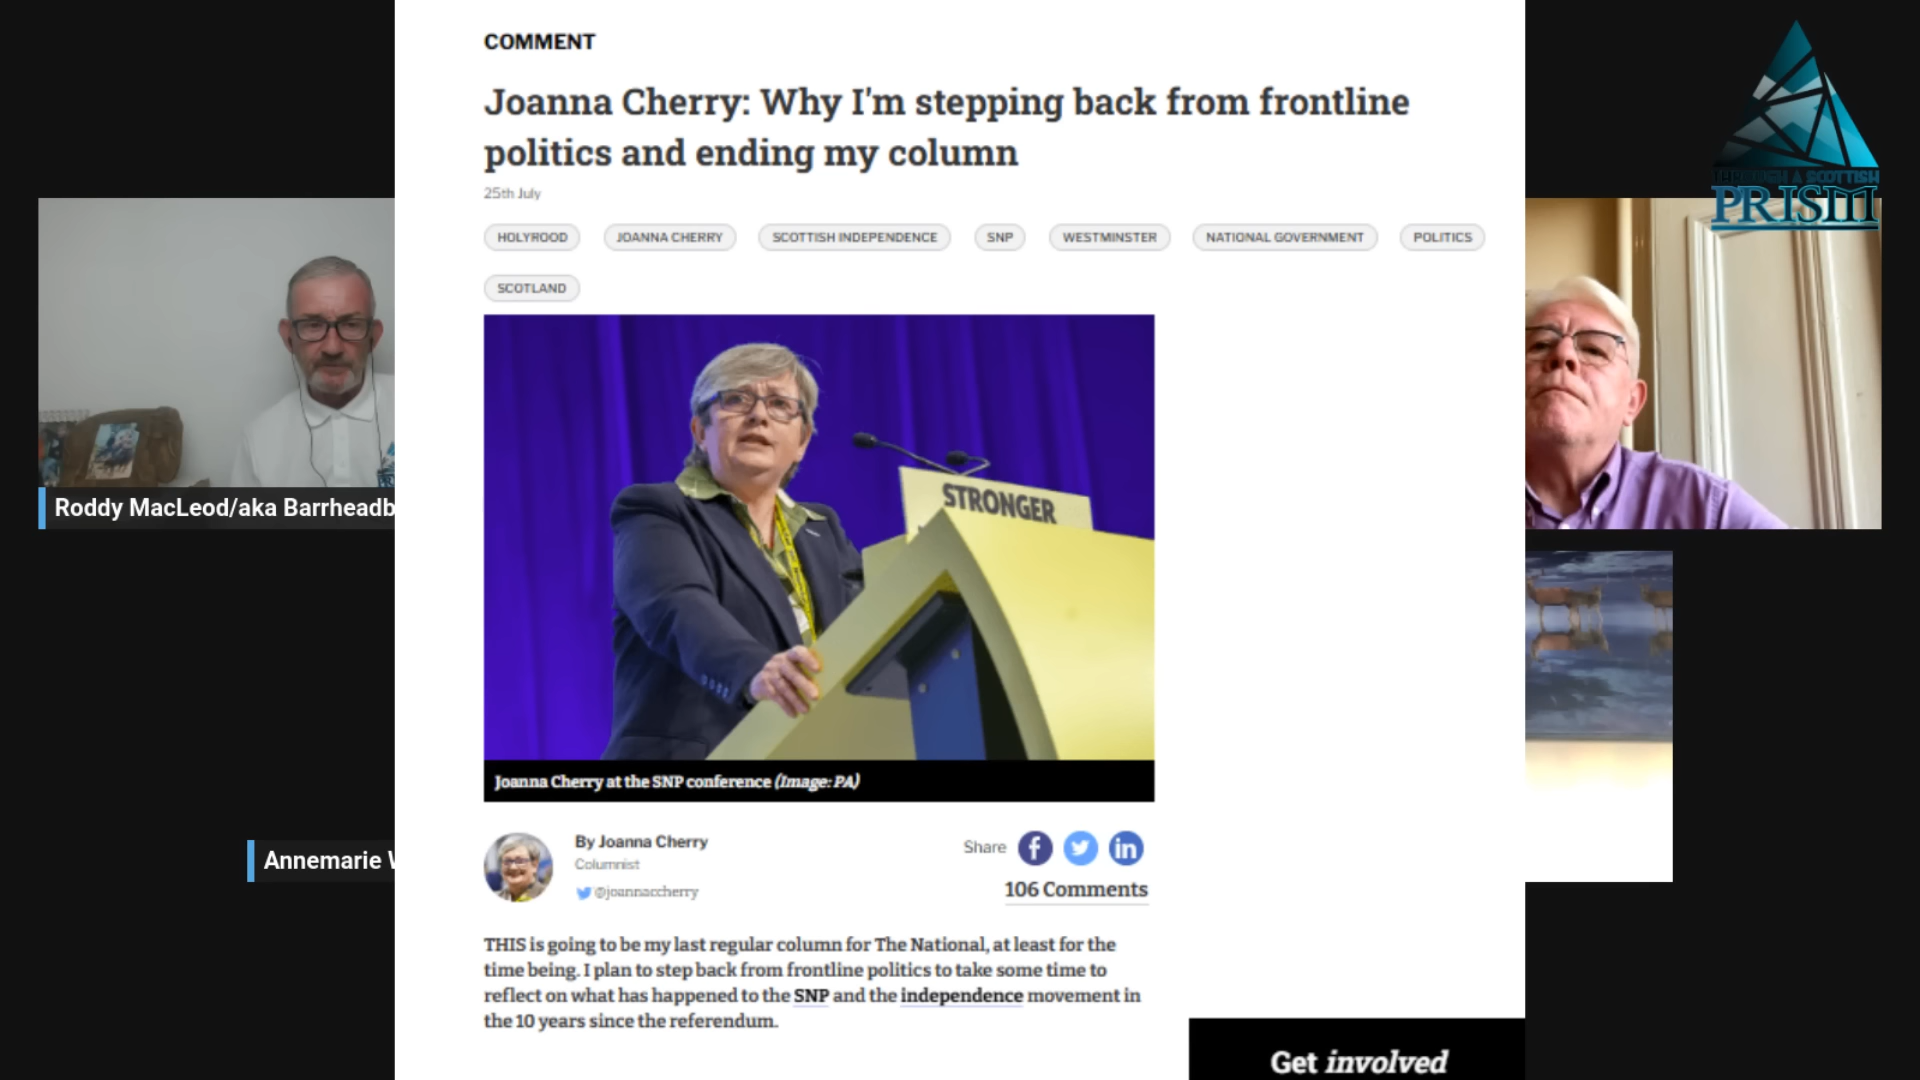 COMMENT
Joanna Cherry: Why I'm stepping back from frontline
politics and ending my column
25th July
HOLYROOD JOANNA CHERRY SCOTTISH INDEPENDENCE SNP WESTMINSTER NATIONAL GOVERNMENT POLITICS
SCOTLAND
THROUGH A SCOTTISH
PRISM
STRONGER
Roddy MacLeod/aka Barrheadb
Joanna Cherry at the SNP conference (Image: PA)
By Joanna Cherry
Columnist
@joannaccherry
Share
106 Comments
Annemarie
THIS is going to be my last regular column for The National, at least for the
time being. I plan to step back from frontline politics to take some time to
reflect on what has happened to the SNP and the independence movement in
the 10 years since the referendum.
Get involved